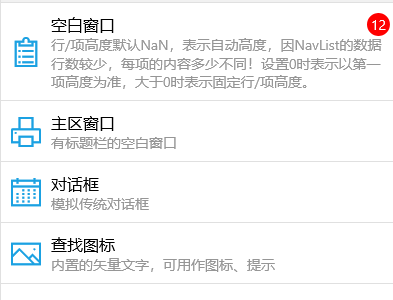 空白窗口
12
行/项高度默认NaN，表示自动高度，因NavList的数据
行数较少，每项的内容多少不同！设置0时表示以第一
项高度为准，大于0时表示固定行/项高度。
主区窗口
有标题栏的空白窗口
对话框
模拟传统对话框
查找图标
内置的矢量文字，可用作图标、提示